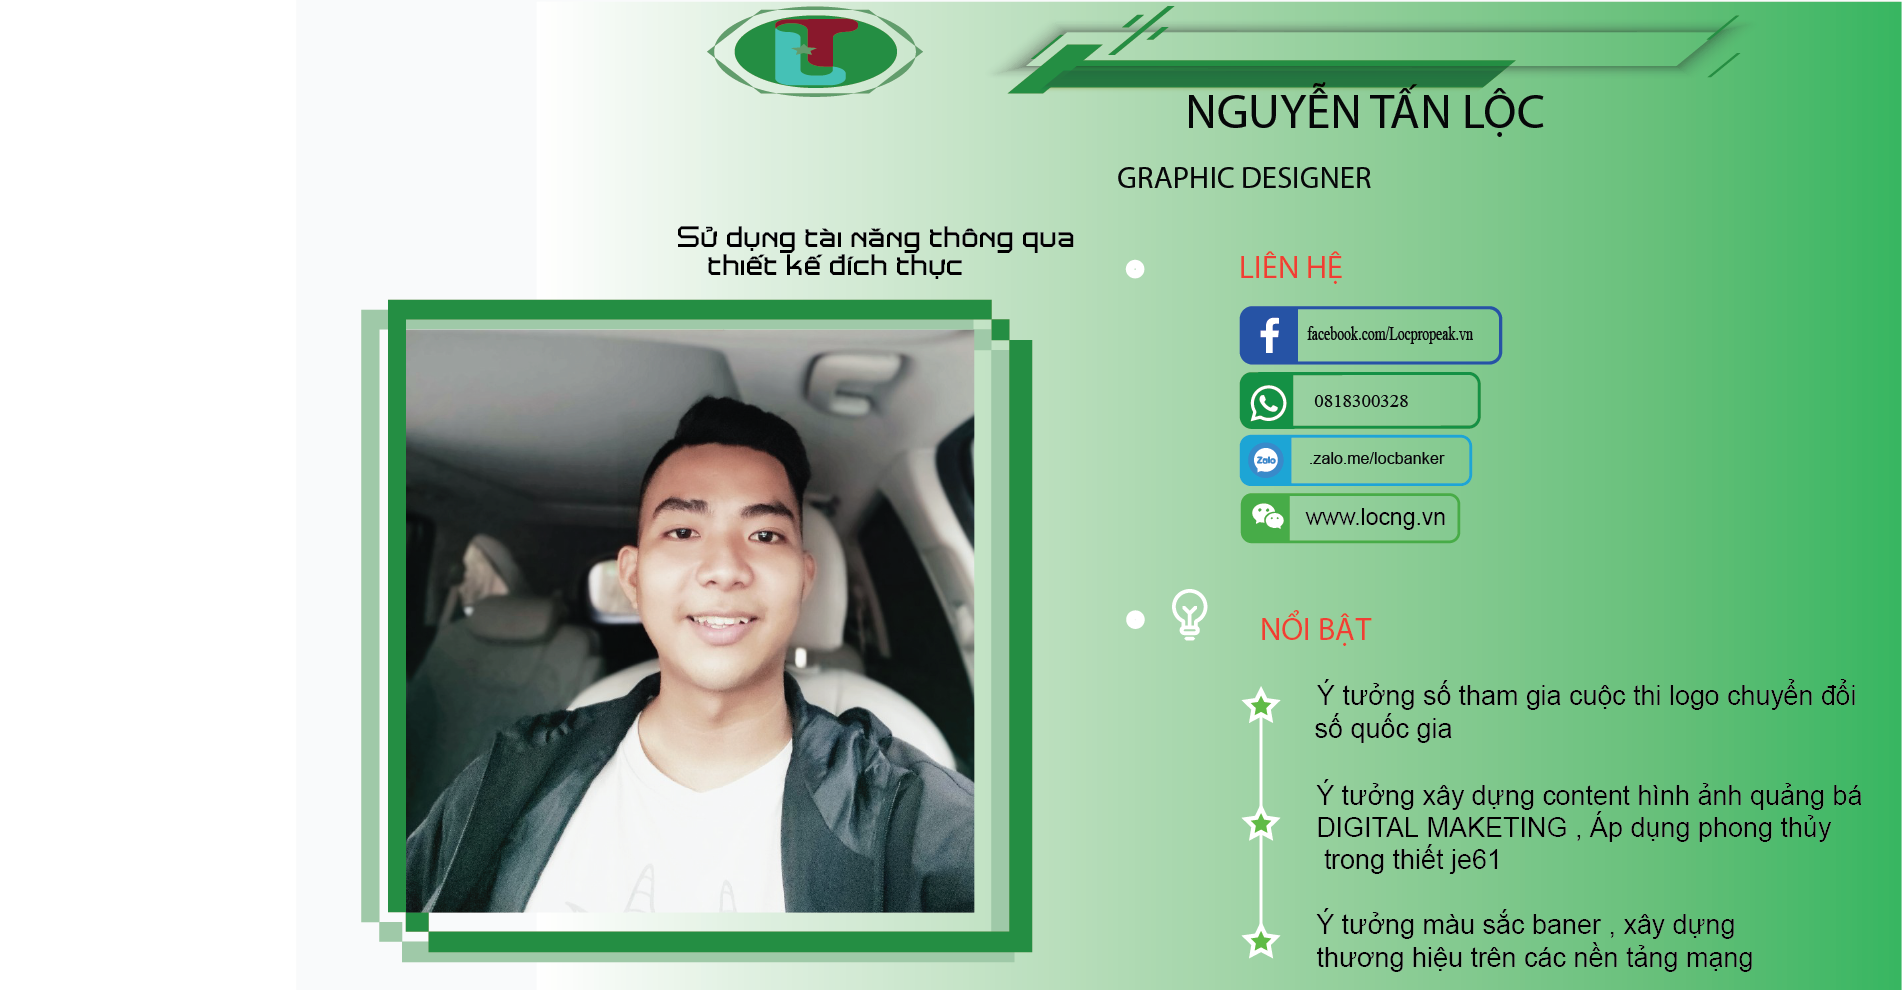 LT
NGUYỄN TẤN LỘC
GRAPHIC DESIGNER
Sử dụng tài năng thông qua
thiết kế đích thực
LIÊN HỆ
facebook.com/Locpropeak.vn
0818300328
Zalo
.zalo.me/locbanker
www.locng.vn
NỔI BẬT
Ý tưởng số tham gia cuộc thi logo chuyển đổi
số quốc gia
Ý tưởng xây dựng content hình ảnh quảng bá
DIGITAL MAKETING , Áp dụng phong thủy
trong thiết je61
Ý tưởng màu sắc baner , xây dựng
thương hiệu trên các nền tảng mạng